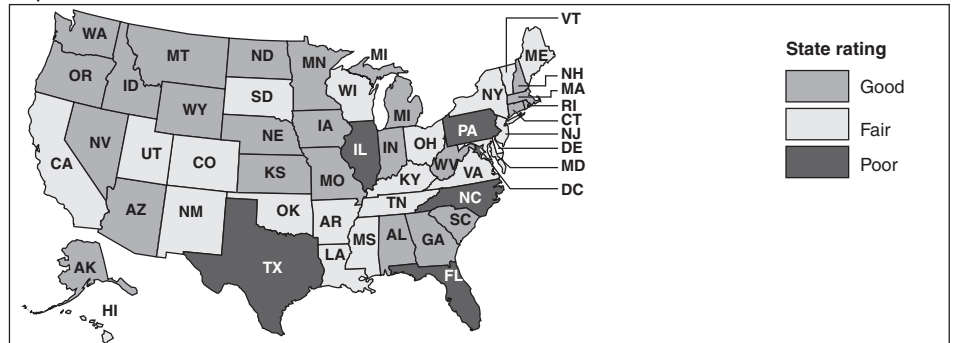 WA
MT
ND
MN
MI
VT
ME
OR
ID
SD
WI
NY
NH
MA
WY
MI
RI
CT
NV
NE
IA
PA
NJ
DE
CA
UT
CO
IL
IN
OH
MD
KS
MO
WV
VA
DC
KY
AZ
NM
OK
AR
TN
NC
SC
MS
AL
GA
LA
TX
FL
AK
HI
State rating
Good
Fair
Poor